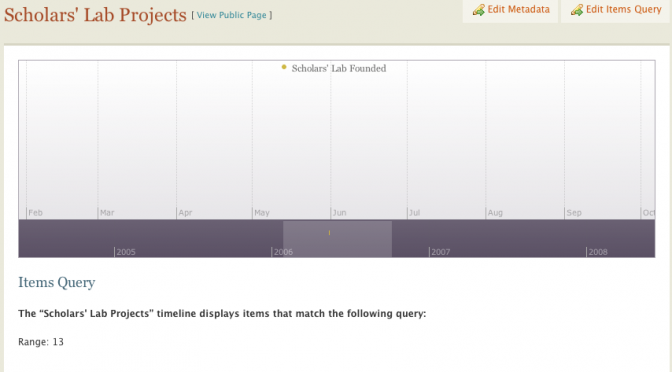 Scholars' Lab Projects [ View Public Page ]
Edit Metadata
Edit Items Query
Scholars' Lab Founded
Feb Mar Apr May Jun Jul Aug Sep Oct
2005 2006 2007 2008
Items Query
The “Scholars' Lab Projects” timeline displays items that match the following query:
Range: 13